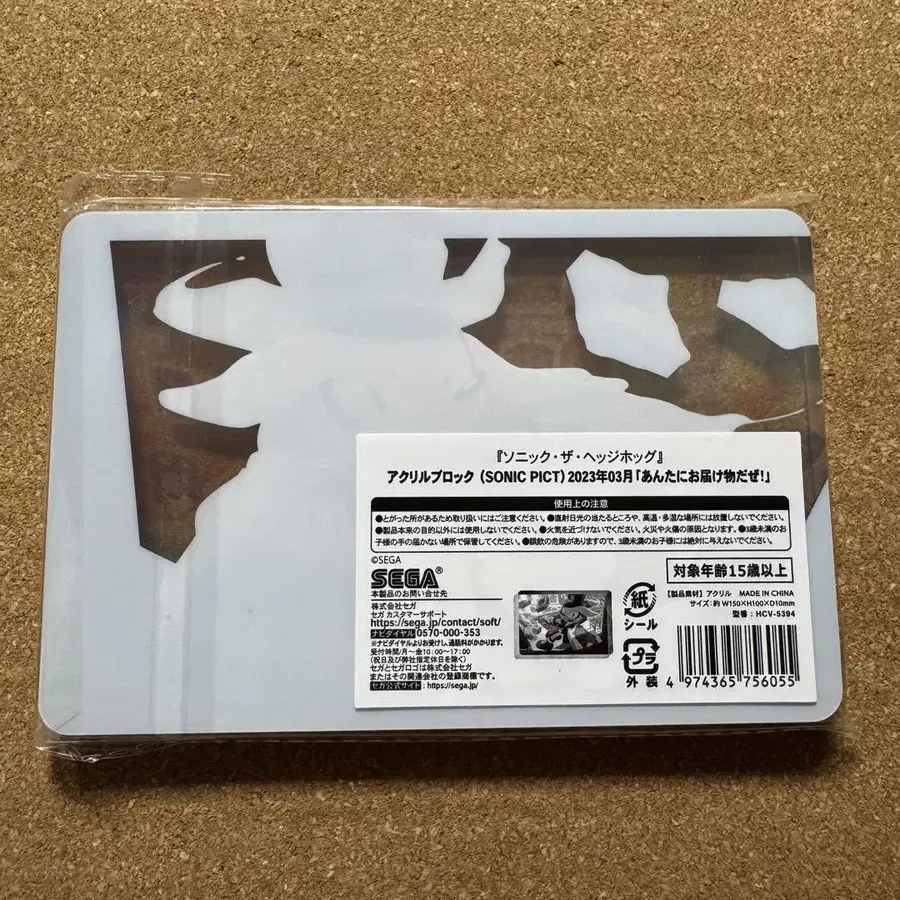 『ソニック・ザ・ヘッジホッグ』
アクリルブロック (SONIC PICT) 2023年03月「あんたにお届け物だぜ!」
使用上の注意
●とがった所があるため取り扱いにはご注意ください。●直射日光の当たるところや、高温・多湿な場所には放置しないでください。
●製品本来の目的以外には使用しないでください。●火気を近づけないでください。火災や火傷の原因となります。●3歳未満のお
子様の手の届かない場所で保管してください。●誤飲の危険がありますので、3歳未満のお子様には絶対に与えないでください。
©SEGA
SEGA®
本製品のお問い合せ先
株式会社セガ
セガ カスタマーサポート
https://sega.jp/contact/soft/
ナビダイヤル 0570-000-353
※ナビダイヤルよりお受けし、通話料がかかります。
受付時間/月〜金10:00〜17:00
(祝日及び弊社指定休日を除く)
セガとセガロゴは株式会社セガ
またはその関連会社の登録商標です。
セガ公式サイト:https://sega.jp/
紙
シール
プラ
外装
対象年齢15歳以上
【製品素材】アクリル MADE IN CHINA
サイズ:約 W150×H100×D10mm
型番:HCV-5394
4 974365 756055